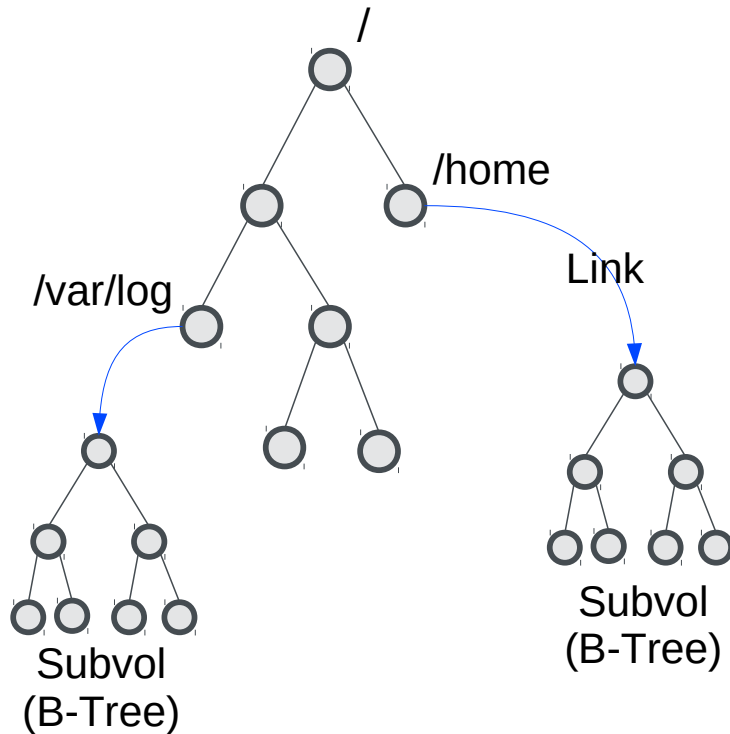 /
/home
Link
/var/log
Subvol
(B-Tree)
Subvol
(B-Tree)